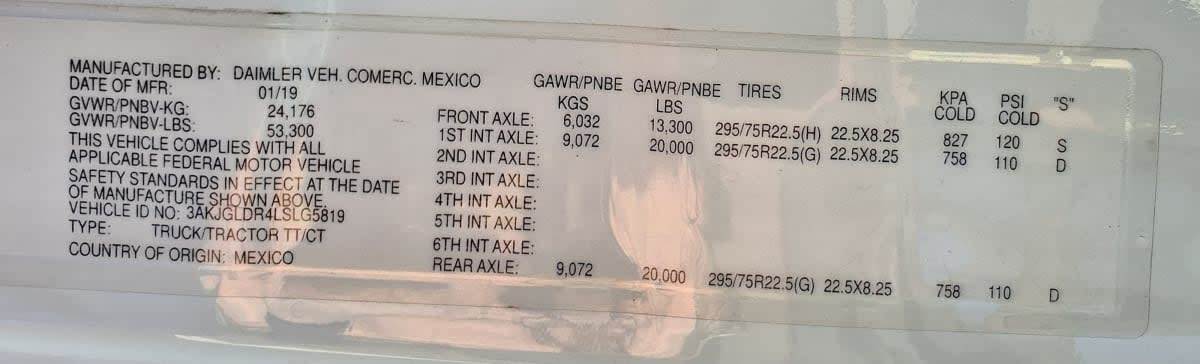 MANUFACTURED BY: DAIMLER VEH. COMERC. MEXICO
DATE OF MFR: 01/19
GVWR/PNBV-KG: 24,176
GVWR/PNBV-LBS: 53,300
THIS VEHICLE COMPLIES WITH ALL
APPLICABLE FEDERAL MOTOR VEHICLE
SAFETY STANDARDS IN EFFECT AT THE DATE
OF MANUFACTURE SHOWN ABOVE.
VEHICLE ID NO: 3AKJGLDR4LSLG5819
TYPE: TRUCK/TRACTOR TT/CT
COUNTRY OF ORIGIN: MEXICO
GAWR/PNBE GAWR/PNBE TIRES RIMS KPA PSI "S"
KGS LBS COLD COLD
FRONT AXLE: 6,032 13,300 295/75R22.5(H) 22.5X8.25 827 120 S
1ST INT AXLE: 9,072 20,000 295/75R22.5(G) 22.5X8.25 758 110 D
2ND INT AXLE:
3RD INT AXLE:
4TH INT AXLE:
5TH INT AXLE:
6TH INT AXLE:
REAR AXLE: 9,072 20,000 295/75R22.5(G) 22.5X8.25 758 110 D